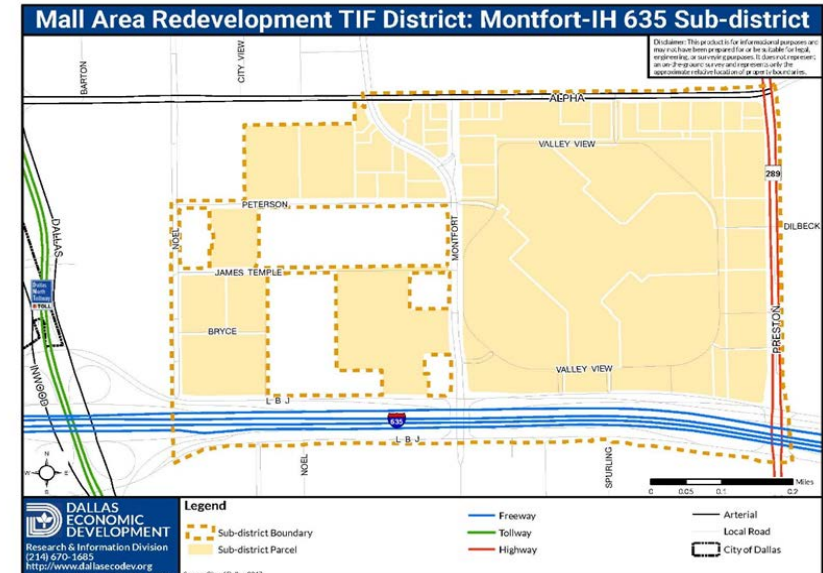 Mall Area Redevelopment TIF District: Montfort-IH 635 Sub-district
Disclaimer: This product is for informational purposes and
may not have been prepared for or be suitable for legal,
engineering, or surveying purposes. It does not represent
an on-the-ground survey and represents only the
approximate relative location of property boundaries.
BARTON
CITY VIEW
ALPHA
VALLEY VIEW
289
PETERSON
NOEL
MONTFORT
DILBECK
DALLAS
JAMES TEMPLE
Dallas
North
Tollway
TOLL
BRYCE
PRESTON
INWOOD
VALLEY VIEW
L B J
635
L B J
NOEL
SPURLING
N
W E
S
Miles
0 0.05 0.1 0.2
DALLAS
ECONOMIC
DEVELOPMENT
Research & Information Division
(214) 670-1685
http://www.dallasecodev.org
Legend
Sub-district Boundary
Sub-district Parcel
Freeway
Tollway
Highway
Arterial
Local Road
City of Dallas